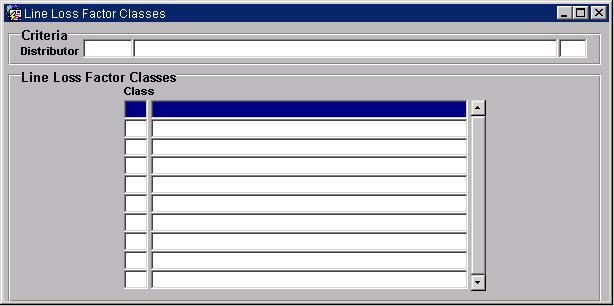 Line Loss Factor Classes
Criteria
Distributor
Line Loss Factor Classes
Class